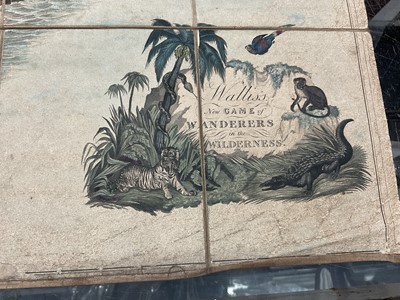 Wallis's
New GAME of
WANDERERS
in the
WILDERNESS.